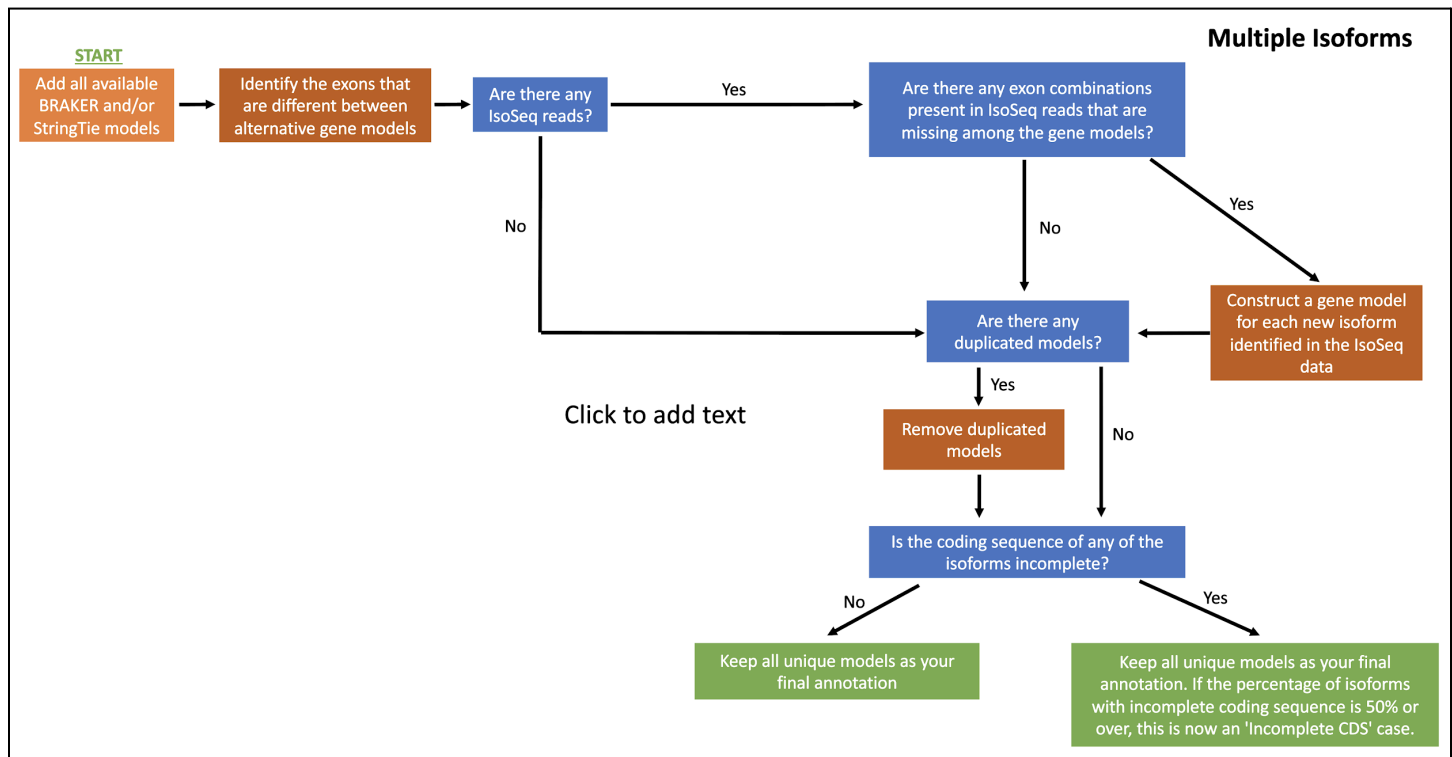 Multiple Isoforms
START
Add all available
BRAKER and/or
StringTie models
Identify the exons that
are different between
alternative gene models
Are there any
IsoSeq reads?
Yes
Are there any exon combinations
present in IsoSeq reads that are
missing among the gene models?
No
No
Yes
Construct a gene model
for each new isoform
identified in the IsoSeq
data
Are there any
duplicated models?
Yes
No
Click to add text
Remove duplicated
models
Is the coding sequence of any of the
isoforms incomplete?
No
Yes
Keep all unique models as your
final annotation
Keep all unique models as your final
annotation. If the percentage of isoforms
with incomplete coding sequence is 50% or
over, this is now an 'Incomplete CDS' case.